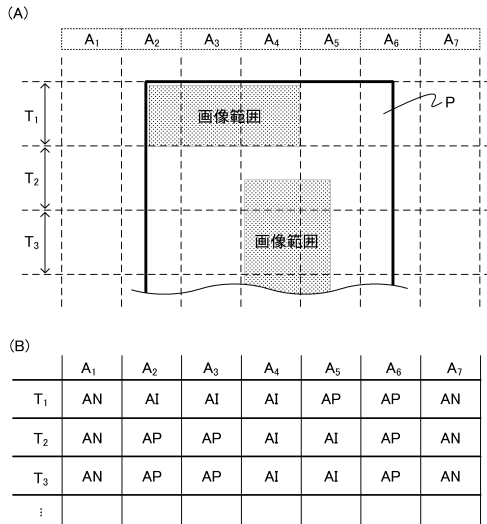 (A)
A₁ A₂ A₃ A₄ A₅ A₆ A₇
T₁
画像範囲
P
T₂
T₃
画像範囲
(B)
A₁ A₂ A₃ A₄ A₅ A₆ A₇
T₁ AN AI AI AI AP AP AN
T₂ AN AP AP AI AI AP AN
T₃ AN AP AP AI AI AP AN
⋮